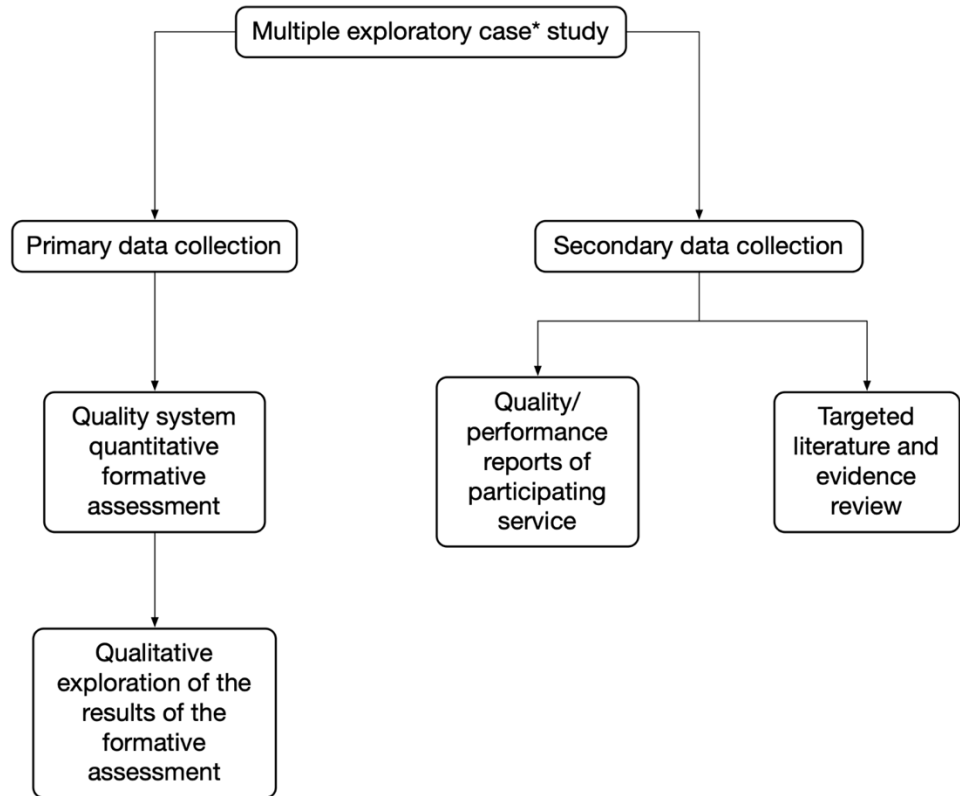 Multiple exploratory case* study
Primary data collection
Secondary data collection
Quality system
quantitative
formative
assessment
Quality/
performance
reports of
participating
service
Targeted
literature and
evidence
review
Qualitative
exploration of the
results of the
formative
assessment